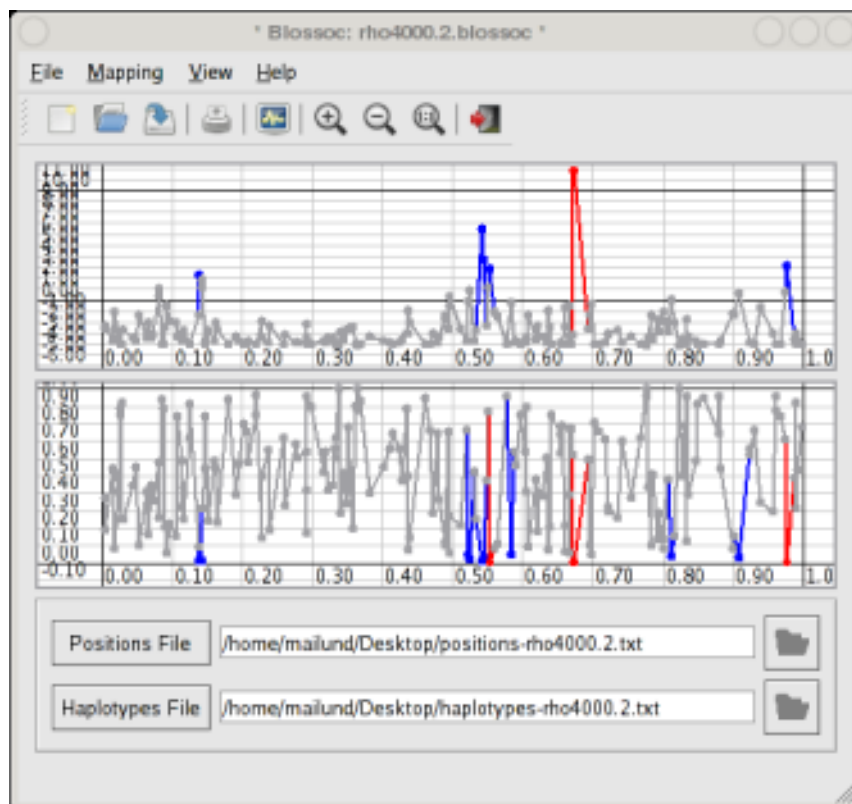 * Blossoc: rho4000.2.blossoc *
File Mapping View Help
0.00 0.10 0.20 0.30 0.40 0.50 0.60 0.70 0.80 0.90 1.0
0.90
0.80
0.70
0.60
0.50
0.40
0.30
0.20
0.10
0.00
-0.10
0.00 0.10 0.20 0.30 0.40 0.50 0.60 0.70 0.80 0.90 1.0
Positions File /home/mailund/Desktop/positions-rho4000.2.txt
Haplotypes File /home/mailund/Desktop/haplotypes-rho4000.2.txt